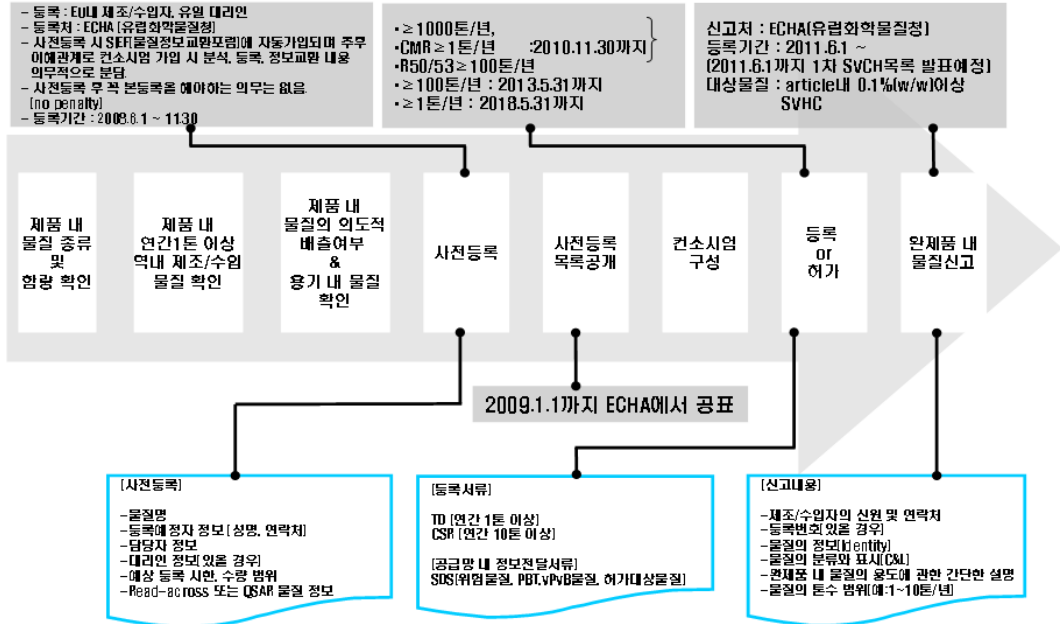 - 등록 : EU내 제조/수입자, 유일 대리인
- 등록처 : ECHA (유럽화학물질청)
- 사전등록 시 SIEF(물질정보교환포럼)에 자동가입되며 추후
이해관계로 컨소시엄 가입 시 분석, 등록, 정보교환 내용
의무적으로 분담.
- 사전등록 후 꼭 본등록을 해야하는 의무는 없음.
(no penalty)
- 등록기간 : 2008.6.1 ~ 11.30
·≥1000톤/년,
·CMR≥1톤/년 :2010.11.30까지
·R50/53≥100톤/년
·≥100톤/년 : 2013.5.31까지
·≥1톤/년 : 2018.5.31까지
신고처 : ECHA(유럽화학물질청)
등록기간 : 2011.6.1 ~
(2011.6.1까지 1차 SVCH목록 발표예정)
대상물질 : article내 0.1%(w/w)이상
SVHC
제품 내
물질 종류
및
함량 확인
제품 내
연간1톤 이상
역내 제조/수입
물질 확인
제품 내
물질의 의도적
배출여부
&
용기 내 물질
확인
사전등록
사전등록
목록공개
컨소시엄
구성
등록
or
허가
완제품 내
물질신고
2009.1.1까지 ECHA에서 공표
[사전등록]
-물질명
-등록예정자 정보(성명, 연락처)
-담당자 정보
-대리인 정보(있을 경우)
-예상 등록 시한, 수량 범위
-Read-across 또는 QSAR 물질 정보
[등록서류]
TD (연간 1톤 이상)
CSR (연간 10톤 이상)
[공급망 내 정보전달서류]
SDS(위험물질, PBT,vPvB물질, 허가대상물질)
[신고내용]
-제조/수입자의 신원 및 연락처
-등록번호(있을 경우)
-물질의 정보(Identity)
-물질의 분류와 표시(C&L)
-완제품 내 물질의 용도에 관한 간단한 설명
-물질의 톤수 범위(예:1~10톤/년)